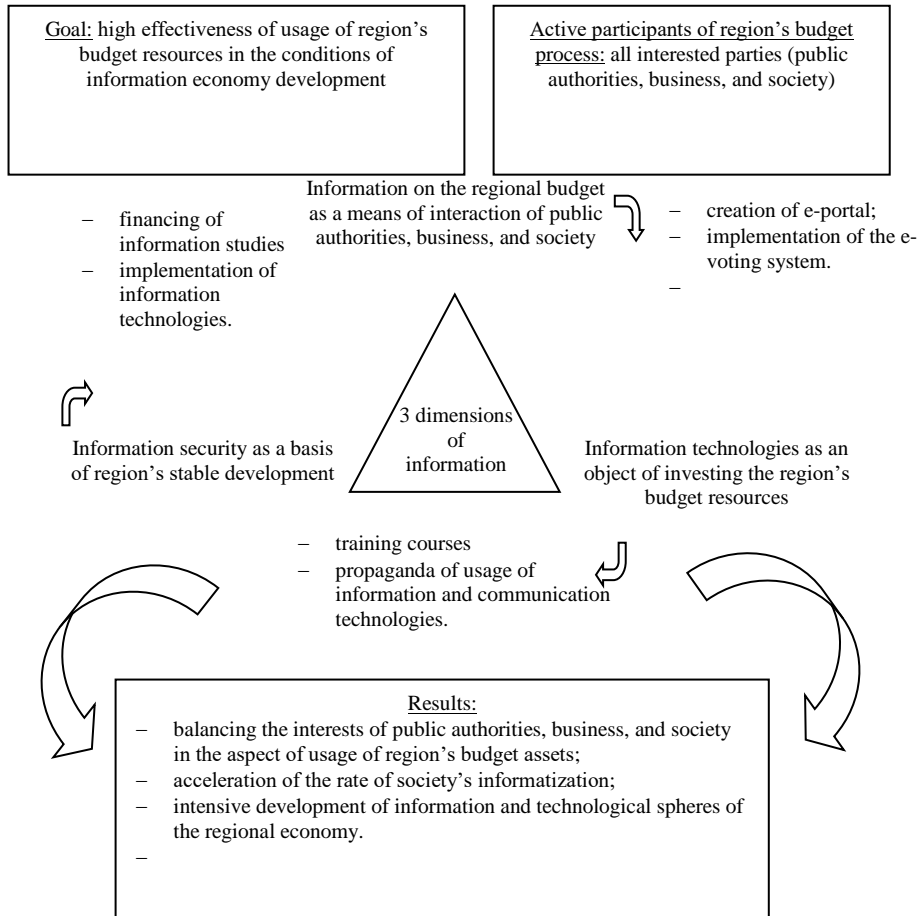 Goal: high effectiveness of usage of region's
budget resources in the conditions of
information economy development
Active participants of region's budget
process: all interested parties (public
authorities, business, and society)
Information on the regional budget
as a means of interaction of public
authorities, business, and society
– financing of
information studies
– implementation of
information
technologies.
– creation of e-portal;
– implementation of the e-
voting system.
–
3 dimensions
of
information
Information security as a basis
of region's stable development
Information technologies as an
object of investing the region's
budget resources
– training courses
– propaganda of usage of
information and communication
technologies.
Results:
– balancing the interests of public authorities, business, and society
in the aspect of usage of region's budget assets;
– acceleration of the rate of society's informatization;
– intensive development of information and technological spheres of
the regional economy.
–